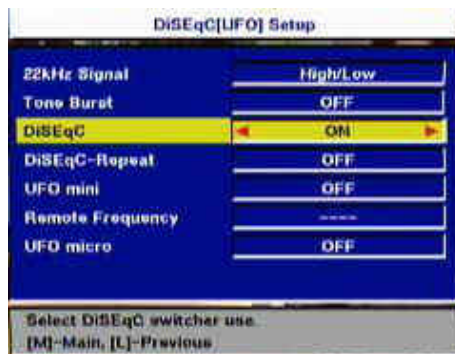 DiSEqC[UFO] Setup
22kHz Signal High/Low
Tone Burst OFF
DiSEqC ON
DiSEqC-Repeat OFF
UFO mini OFF
Remote Frequency ----
UFO micro OFF
Select DiSEqC switcher use.
[M]-Main, [L]-Previous